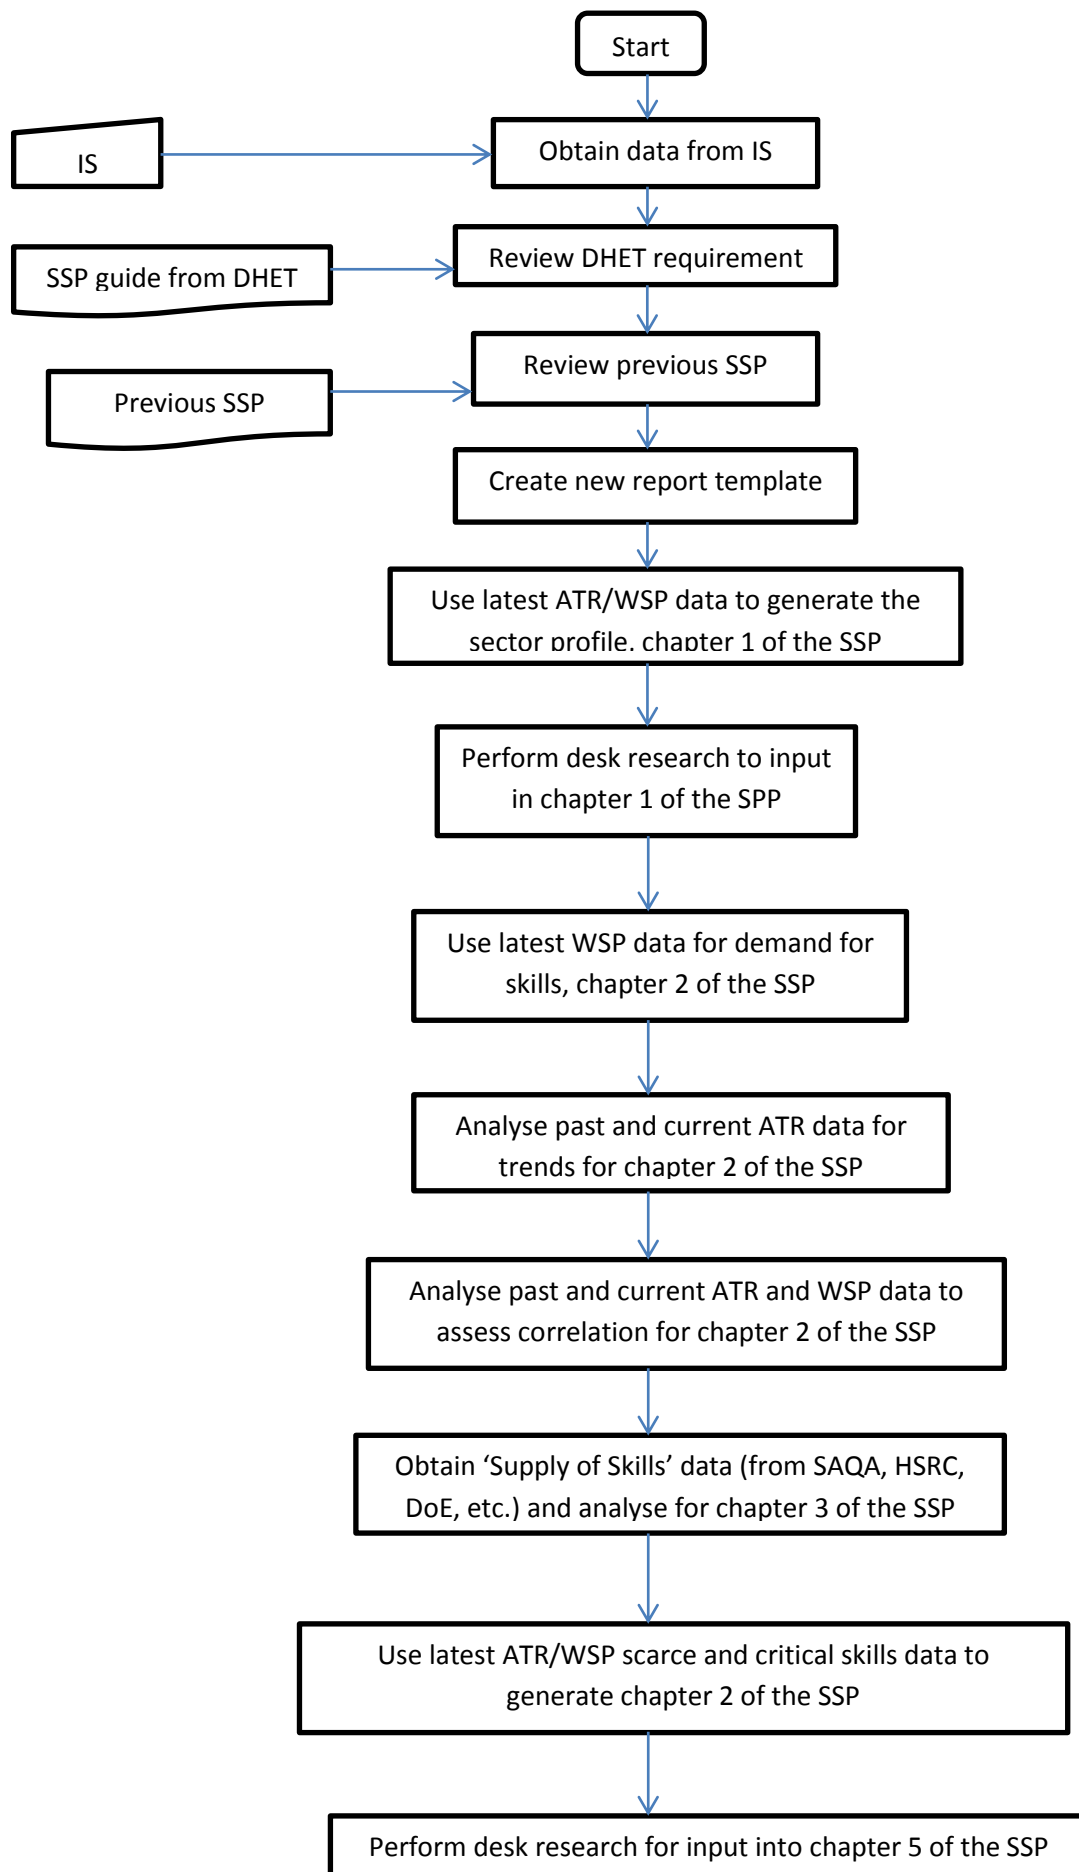 Start
IS
Obtain data from IS
SSP guide from DHET
Review DHET requirement
Previous SSP
Review previous SSP
Create new report template
Use latest ATR/WSP data to generate the
sector profile, chapter 1 of the SSP
Perform desk research to input
in chapter 1 of the SPP
Use latest WSP data for demand for
skills, chapter 2 of the SSP
Analyse past and current ATR data for
trends for chapter 2 of the SSP
Analyse past and current ATR and WSP data to
assess correlation for chapter 2 of the SSP
Obtain ‘Supply of Skills’ data (from SAQA, HSRC,
DoE, etc.) and analyse for chapter 3 of the SSP
Use latest ATR/WSP scarce and critical skills data to
generate chapter 2 of the SSP
Perform desk research for input into chapter 5 of the SSP